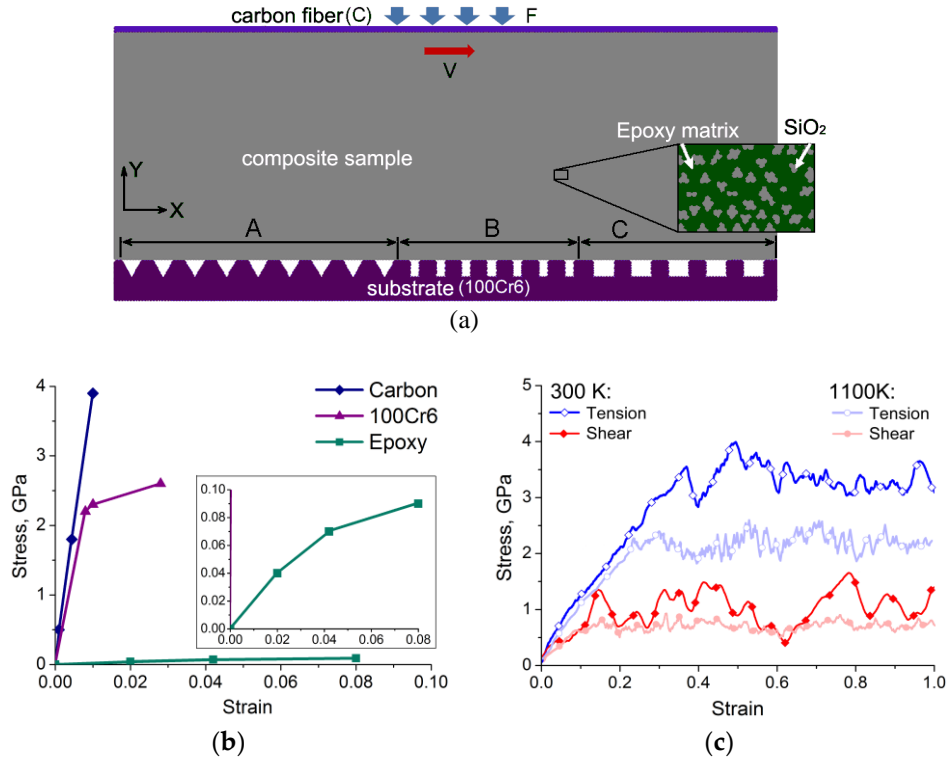 carbon fiber (C) F
V
Epoxy matrix SiO₂
composite sample
Y
X
A B C
substrate (100Cr6)
(a)
Carbon
100Cr6
Epoxy
Stress, GPa
4
3
2
1
0
0.10
0.08
0.06
0.04
0.02
0.00
0.00 0.02 0.04 0.06 0.08
0.00 0.02 0.04 0.06 0.08 0.10
Strain
(b)
300 K: 1100K:
Tension Tension
Shear Shear
Stress, GPa
5
4
3
2
1
0
0.0 0.2 0.4 0.6 0.8 1.0
Strain
(c)